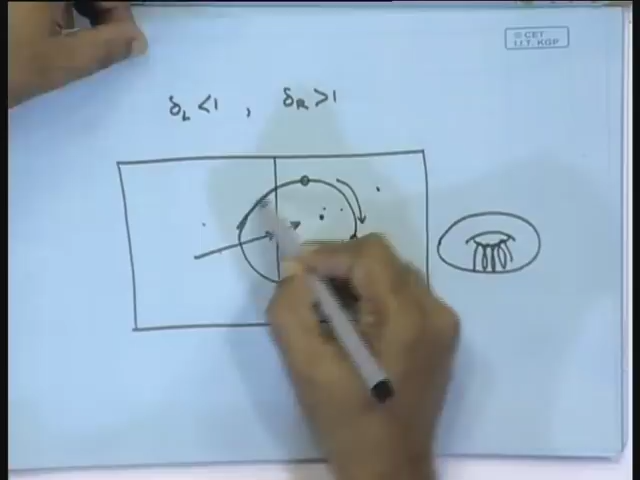 © CET
I.I.T. KGP
δL < 1 , δR > 1